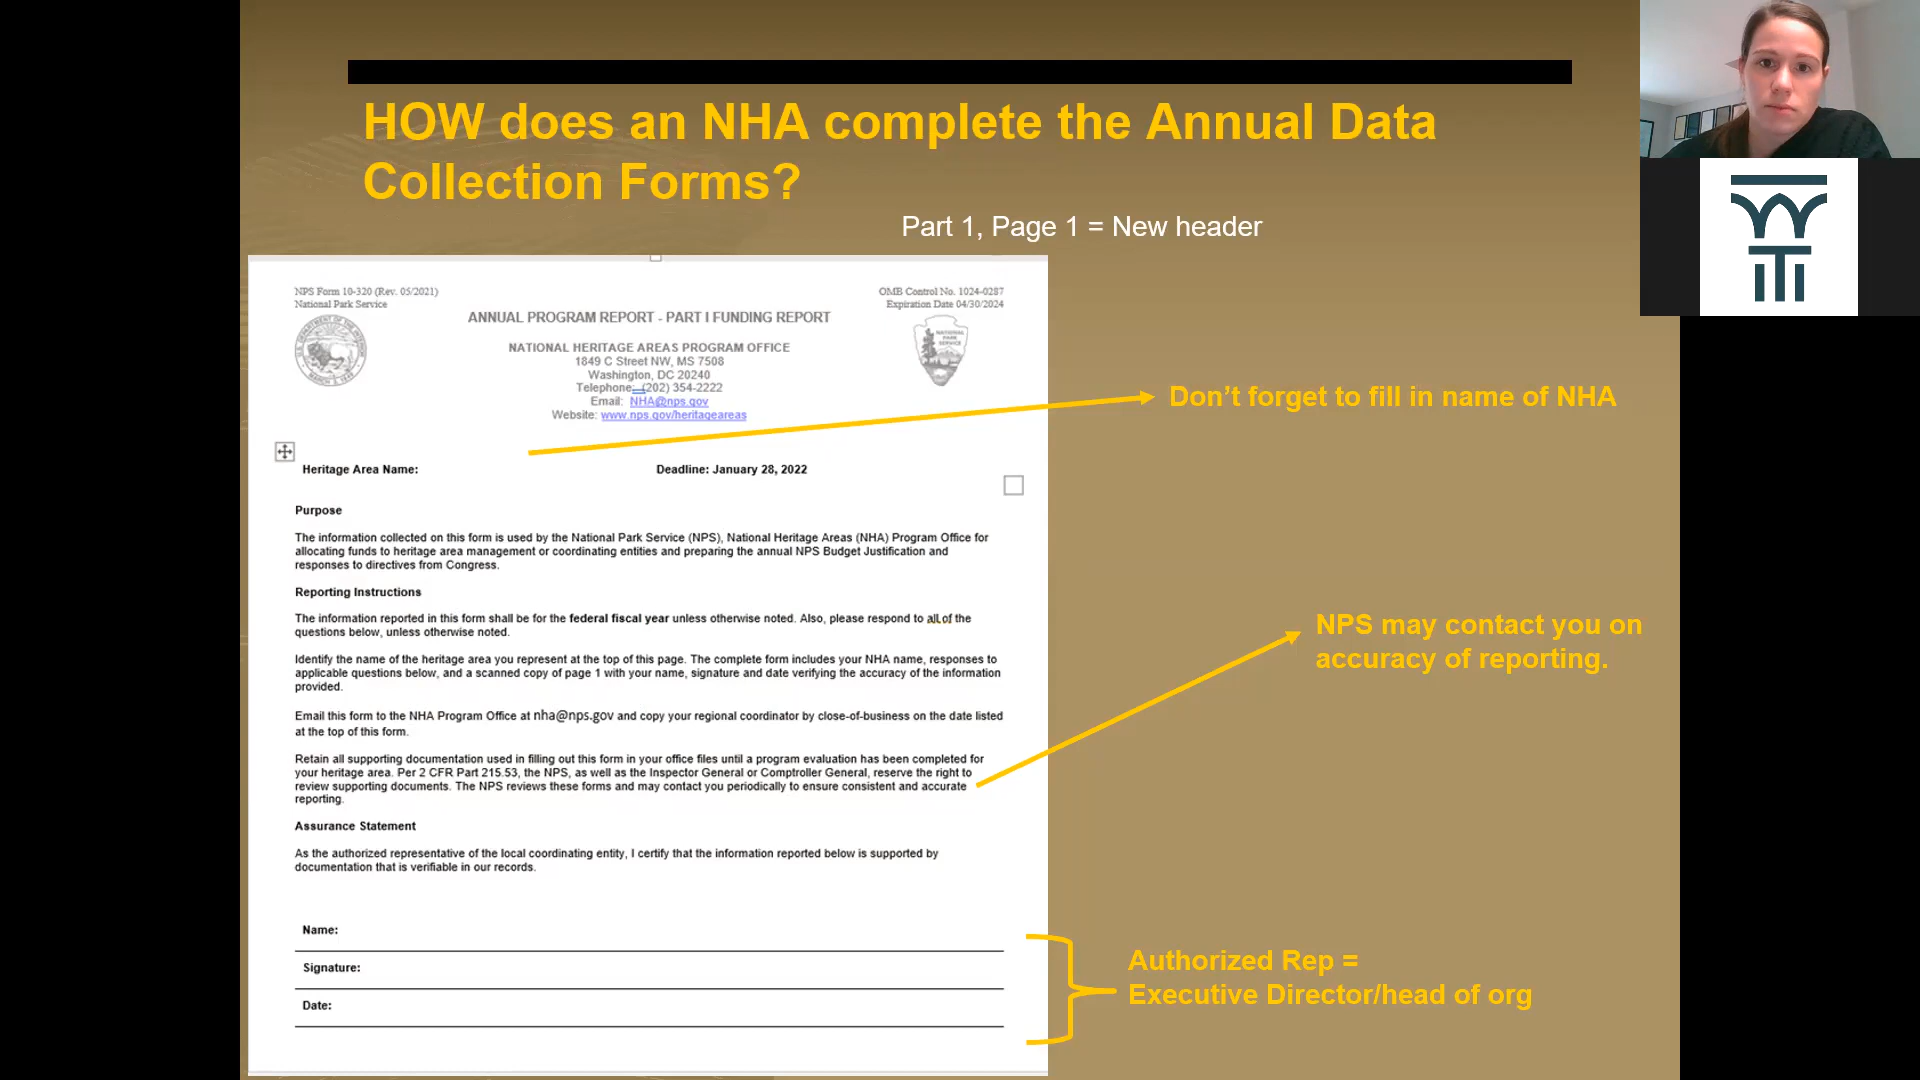 HOW does an NHA complete the Annual Data
Collection Forms?
Part 1, Page 1 = New header
NPS Form 10-320 (Rev. 05/2021)
National Park Service
OMB Control No. 1024-0287
Expiration Date 04/30/2024
ANNUAL PROGRAM REPORT - PART I FUNDING REPORT
NATIONAL HERITAGE AREAS PROGRAM OFFICE
1849 C Street NW, MS 7508
Washington, DC 20240
Telephone: (202) 354-2222
Email: NHA@nps.gov
Website: www.nps.gov/heritageareas
NATIONAL
PARK
SERVICE
Don’t forget to fill in name of NHA
Heritage Area Name:
Deadline: January 28, 2022
Purpose
The information collected on this form is used by the National Park Service (NPS), National Heritage Areas (NHA) Program Office for
allocating funds to heritage area management or coordinating entities and preparing the annual NPS Budget Justification and
responses to directives from Congress.
Reporting Instructions
The information reported in this form shall be for the federal fiscal year unless otherwise noted. Also, please respond to all of the
questions below, unless otherwise noted.
Identify the name of the heritage area you represent at the top of this page. The complete form includes your NHA name, responses to
applicable questions below, and a scanned copy of page 1 with your name, signature and date verifying the accuracy of the information
provided.
Email this form to the NHA Program Office at nha@nps.gov and copy your regional coordinator by close-of-business on the date listed
at the top of this form.
Retain all supporting documentation used in filling out this form in your office files until a program evaluation has been completed for
your heritage area. Per 2 CFR Part 215.53, the NPS, as well as the Inspector General or Comptroller General, reserve the right to
review supporting documents. The NPS reviews these forms and may contact you periodically to ensure consistent and accurate
reporting.
NPS may contact you on
accuracy of reporting.
Assurance Statement
As the authorized representative of the local coordinating entity, I certify that the information reported below is supported by
documentation that is verifiable in our records.
Name:
Signature:
Date:
Authorized Rep =
Executive Director/head of org